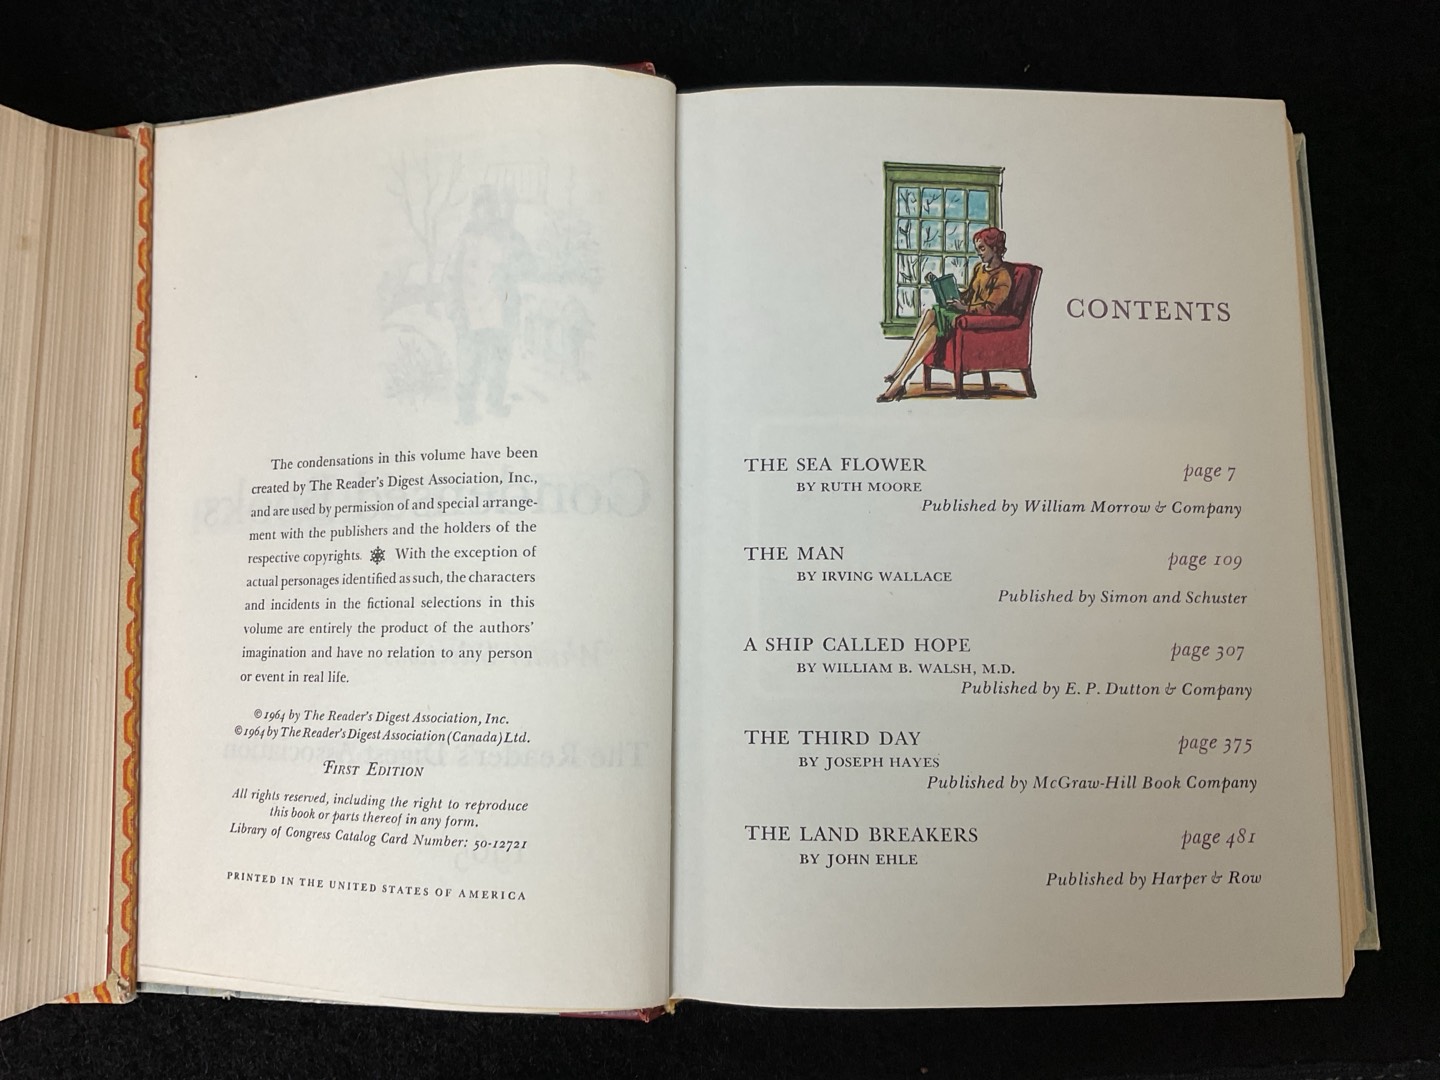 The condensations in this volume have been
created by The Reader's Digest Association, Inc.,
and are used by permission of and special arrange-
ment with the publishers and the holders of the
respective copyrights. With the exception of
actual personages identified as such, the characters
and incidents in the fictional selections in this
volume are entirely the product of the authors'
imagination and have no relation to any person
or event in real life.
© 1964 by The Reader's Digest Association, Inc.
© 1964 by The Reader's Digest Association (Canada) Ltd.
FIRST EDITION
All rights reserved, including the right to reproduce
this book or parts thereof in any form.
Library of Congress Catalog Card Number: 50-12721
PRINTED IN THE UNITED STATES OF AMERICA
CONTENTS
THE SEA FLOWER page 7
BY RUTH MOORE
Published by William Morrow & Company
THE MAN page 109
BY IRVING WALLACE
Published by Simon and Schuster
A SHIP CALLED HOPE page 307
BY WILLIAM B. WALSH, M.D.
Published by E. P. Dutton & Company
THE THIRD DAY page 375
BY JOSEPH HAYES
Published by McGraw-Hill Book Company
THE LAND BREAKERS page 481
BY JOHN EHLE
Published by Harper & Row